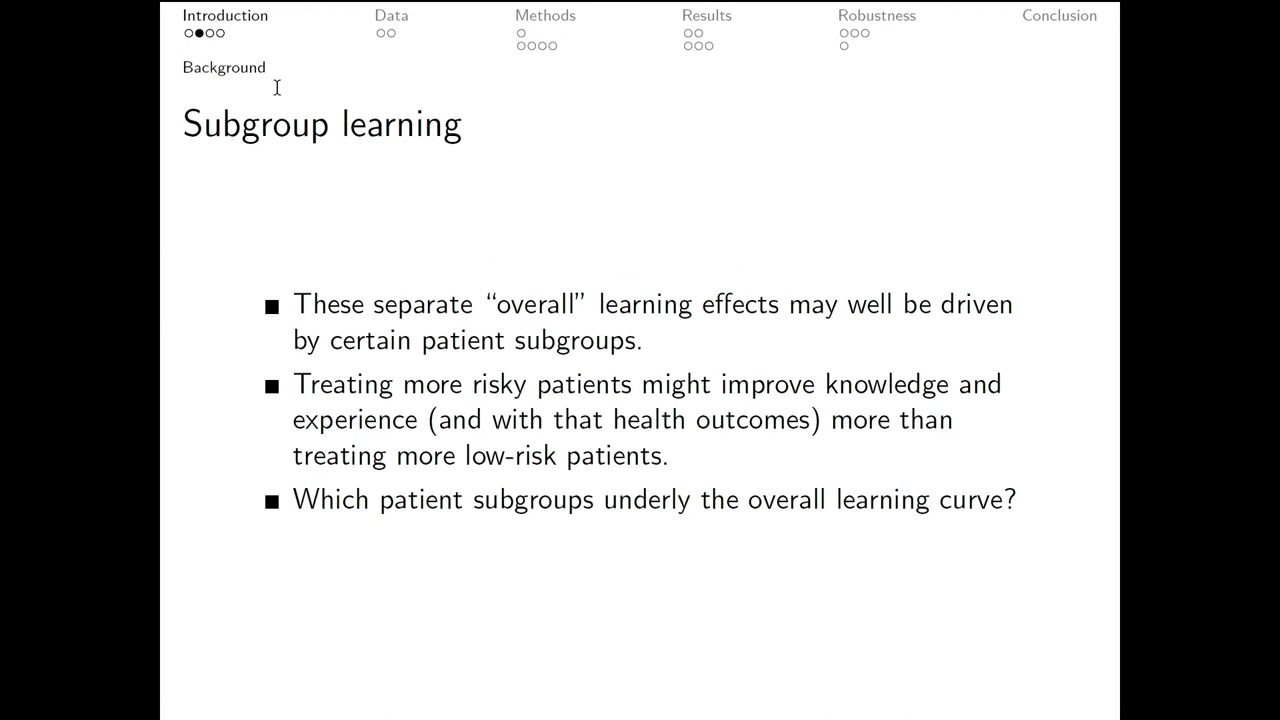 Introduction Data Methods Results Robustness Conclusion
Background
Subgroup learning
These separate “overall” learning effects may well be driven
by certain patient subgroups.
Treating more risky patients might improve knowledge and
experience (and with that health outcomes) more than
treating more low-risk patients.
Which patient subgroups underly the overall learning curve?